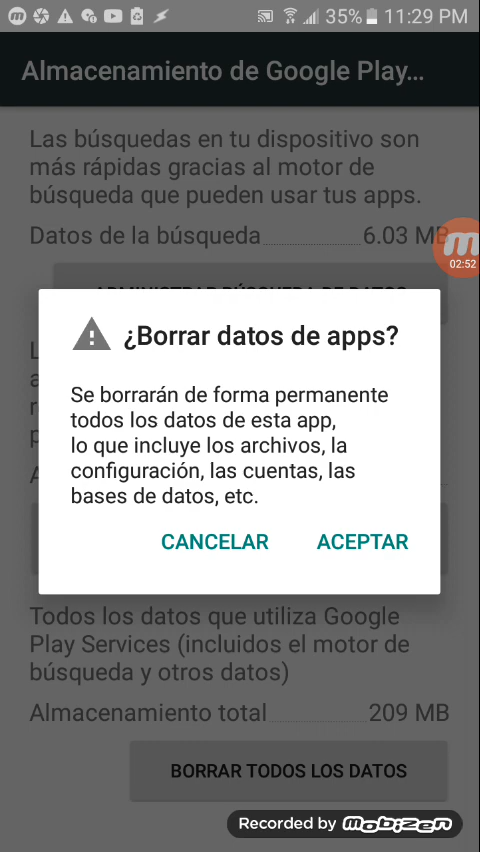 35% 11:29 PM
Almacenamiento de Google Play...
Las búsquedas en tu dispositivo son
más rápidas gracias al motor de
búsqueda que pueden usar tus apps.
Datos de la búsqueda 6.03 MB
02:52
ADMINISTRAR BÚSQUEDA DE DATOS
¿Borrar datos de apps?
Se borrarán de forma permanente
todos los datos de esta app,
lo que incluye los archivos, la
configuración, las cuentas, las
bases de datos, etc.
CANCELAR ACEPTAR
Todos los datos que utiliza Google
Play Services (incluidos el motor de
búsqueda y otros datos)
Almacenamiento total 209 MB
BORRAR TODOS LOS DATOS
Recorded by mobizen